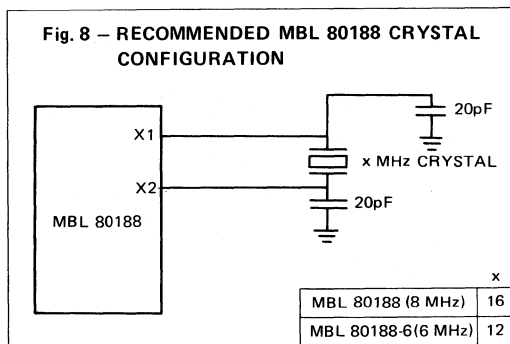 Fig. 8 – RECOMMENDED MBL 80188 CRYSTAL
CONFIGURATION
20pF
X1
x MHz CRYSTAL
X2
20pF
MBL 80188
x
MBL 80188 (8 MHz) 16
MBL 80188-6(6 MHz) 12